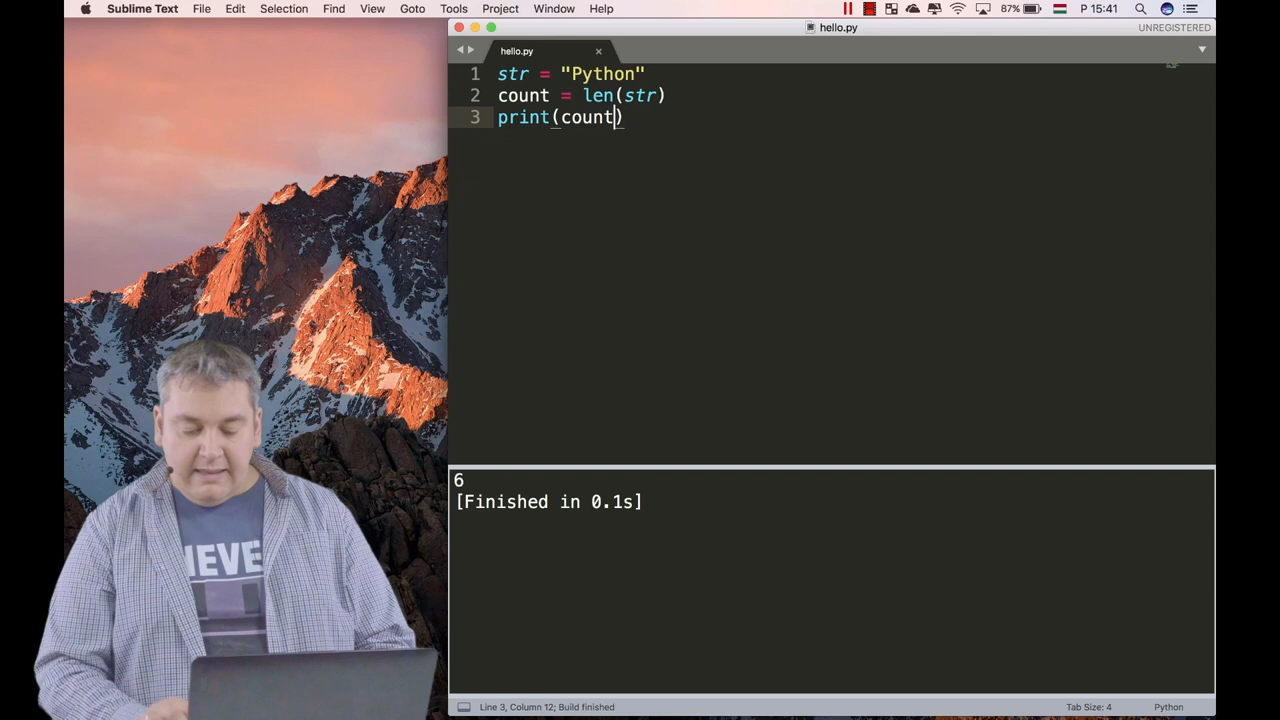 Sublime Text File Edit Selection Find View Goto Tools Project Window Help 87% P 15:41
hello.py UNREGISTERED
hello.py
1 str = "Python"
2 count = len(str)
3 print(count)
6
[Finished in 0.1s]
IEVE
Line 3, Column 12; Build finished Tab Size: 4 Python